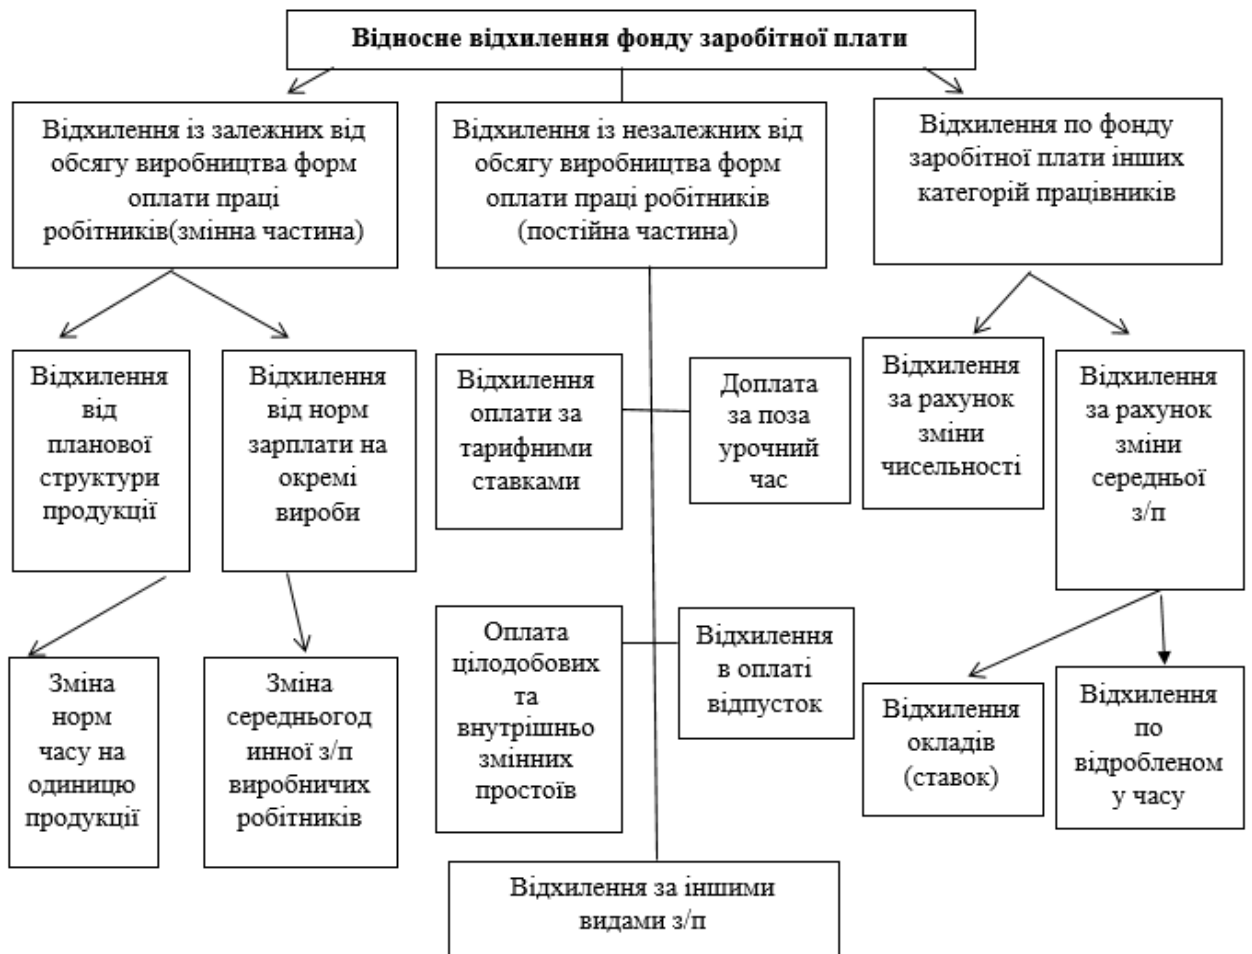 Відносне відхилення фонду заробітної плати
Відхилення із залежних від
обсягу виробництва форм
оплати праці
робітників(змінна частина)
Відхилення із незалежних від
обсягу виробництва форм
оплати праці робітників
(постійна частина)
Відхилення по фонду
заробітної плати інших
категорій працівників
Відхилення
від
планової
структури
продукції
Відхилення
від норм
зарплати на
окремі
вироби
Відхилення
оплати за
тарифними
ставками
Доплата
за поза
урочний
час
Відхилення
за рахунок
зміни
чисельності
Відхилення
за рахунок
зміни
середньої
з/п
Зміна
норм
часу на
одиницю
продукції
Зміна
середньогод
инної з/п
виробничих
робітників
Оплата
цілодобових
та
внутрішньо
змінних
простоїв
Відхилення
в оплаті
відпусток
Відхилення
окладів
(ставок)
Відхилення
по
відробленом
у часу
Відхилення за іншими
видами з/п